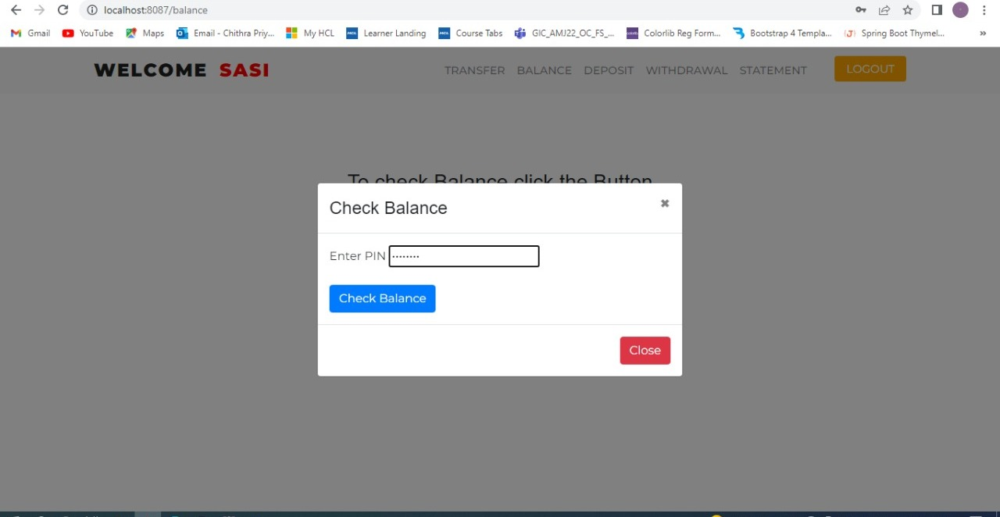 localhost:8087/balance
Gmail YouTube Maps Email - Chithra Priy... My HCL Learner Landing Course Tabs GIC_AMJ22_OC_FS_... Colorlib Reg Form... Bootstrap 4 Templa... Spring Boot Thymel... »
WELCOME SASI TRANSFER BALANCE DEPOSIT WITHDRAWAL STATEMENT LOGOUT
To check Balance click the Button
Check Balance ✖
Enter PIN ········
Check Balance
Close